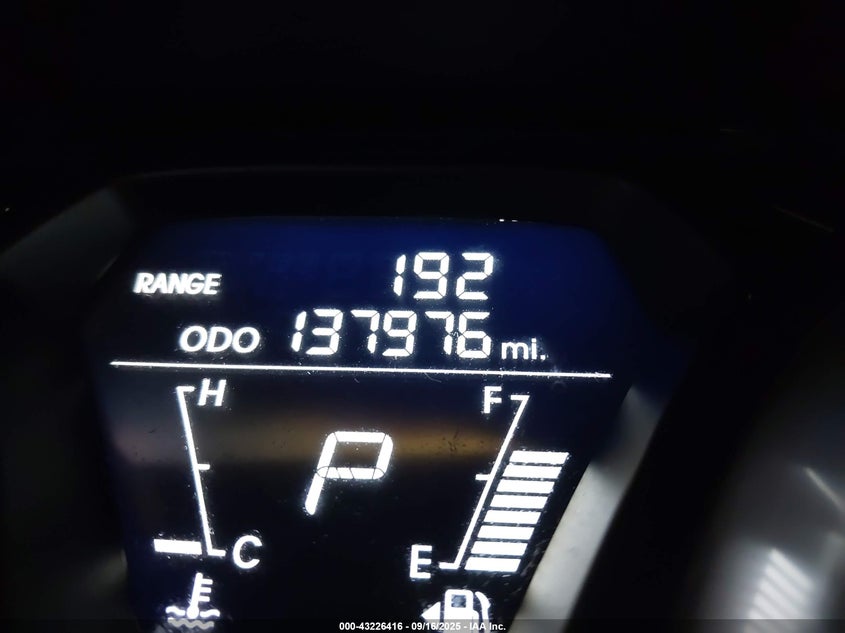 RANGE 192
ODO 137976 mi.
H F
P
C E
000-43226416 - 09/16/2025 - IAA Inc.